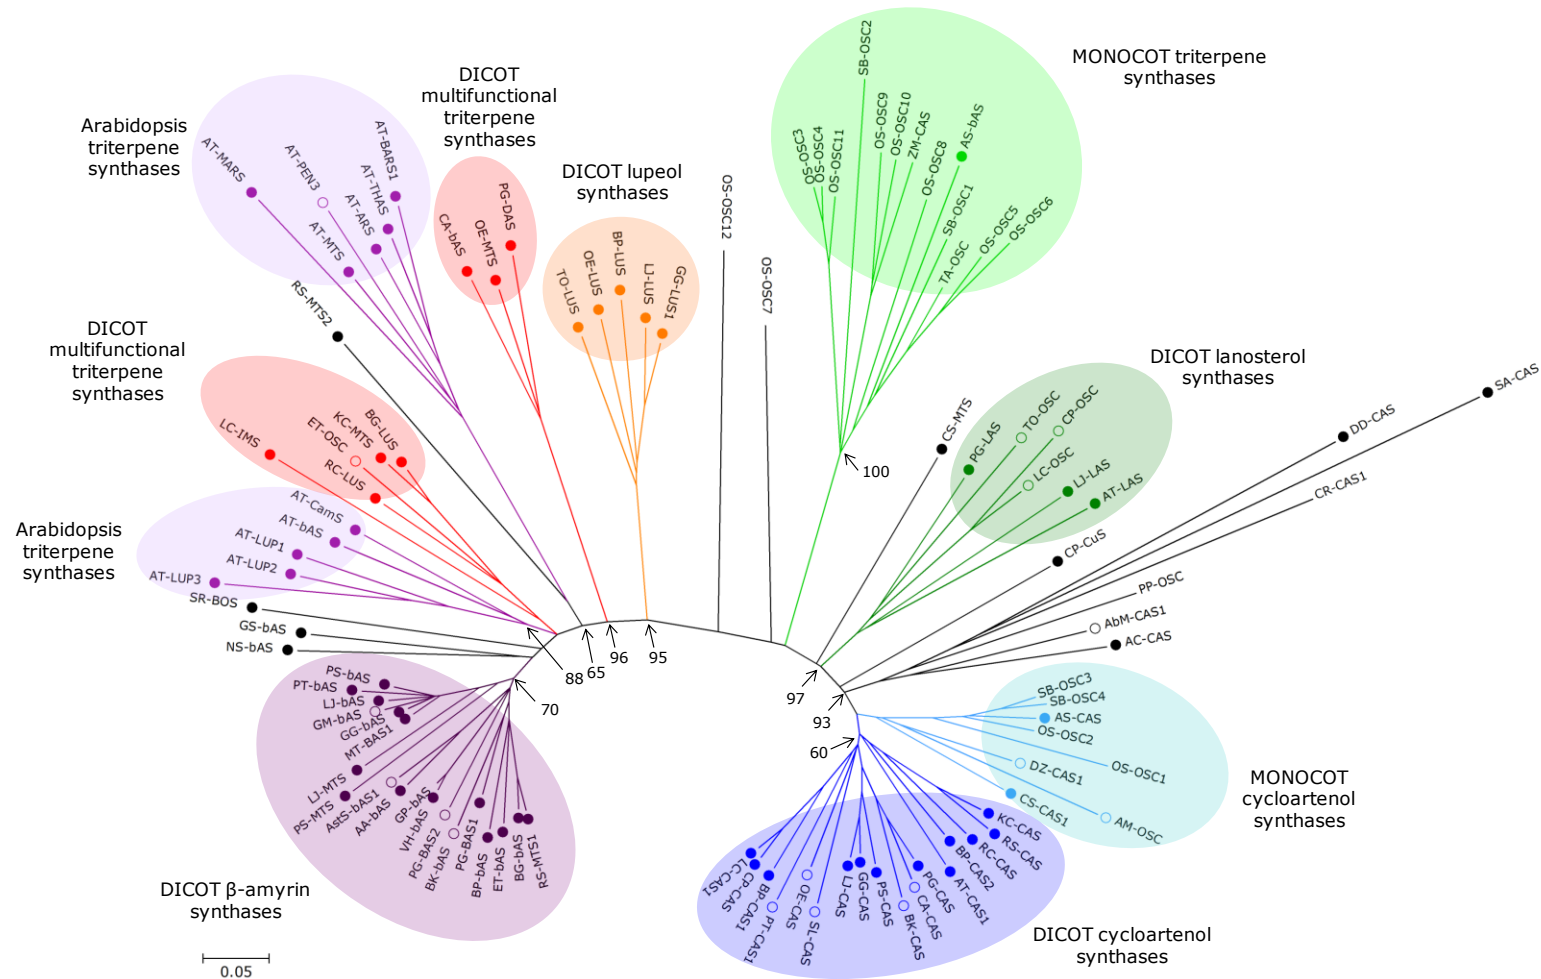 MONOCOT triterpene
synthases
SB-OSC2
OS-OSC3
OS-OSC4
OS-OSC11
OS-OSC9
OS-OSC10
ZM-CAS
OS-OSC8
AS-bAS
SB-OSC1
TA-OSC
OS-OSC5
OS-OSC6
100
DICOT
multifunctional
triterpene
synthases
CA-bAS
OE-MTS
PG-DAS
Arabidopsis
triterpene
synthases
AT-MARS
AT-PEN3
AT-MTS
AT-ARS
AT-THAS
AT-BARS1
RS-MTS2
DICOT lupeol
synthases
TO-LUS
OE-LUS
BP-LUS
LJ-LUS
GG-LUS1
OS-OSC12
OS-OSC7
DICOT
multifunctional
triterpene
synthases
LC-IMS
ET-OSC
KC-MTS
BG-LUS
RC-LUS
Arabidopsis
triterpene
synthases
AT-CamS
AT-bAS
AT-LUP1
AT-LUP2
AT-LUP3
SR-BOS
GS-bAS
NS-bAS
88
65
96
95
70
DICOT lanosterol
synthases
CS-MTS
PG-LAS
TO-OSC
CP-OSC
LC-OSC
LJ-LAS
AT-LAS
SA-CAS
DD-CAS
CR-CAS1
CP-CuS
PP-OSC
AbM-CAS1
AC-CAS
97
93
60
SB-OSC3
SB-OSC4
AS-CAS
OS-OSC2
OS-OSC1
DZ-CAS1
CS-CAS1
AM-OSC
MONOCOT
cycloartenol
synthases
PS-bAS
PT-bAS
LJ-bAS
GM-bAS
GG-bAS
MT-BAS1
LJ-MTS
PS-MTS
AstS-bAS1
AA-bAS
GP-bAS
VH-bAS
PG-BAS2
BK-bAS
PG-BAS1
BP-bAS
ET-bAS
BG-bAS
RS-MTS1
DICOT β-amyrin
synthases
LC-CAS1
CP-CAS
BP-CAS1
PT-CAS1
OE-CAS
SL-CAS
LJ-CAS
GG-CAS
PS-CAS
BK-CAS
CA-CAS
PG-CAS
AT-CAS1
BP-CAS2
RC-CAS
RS-CAS
KC-CAS
DICOT cycloartenol
synthases
0.05